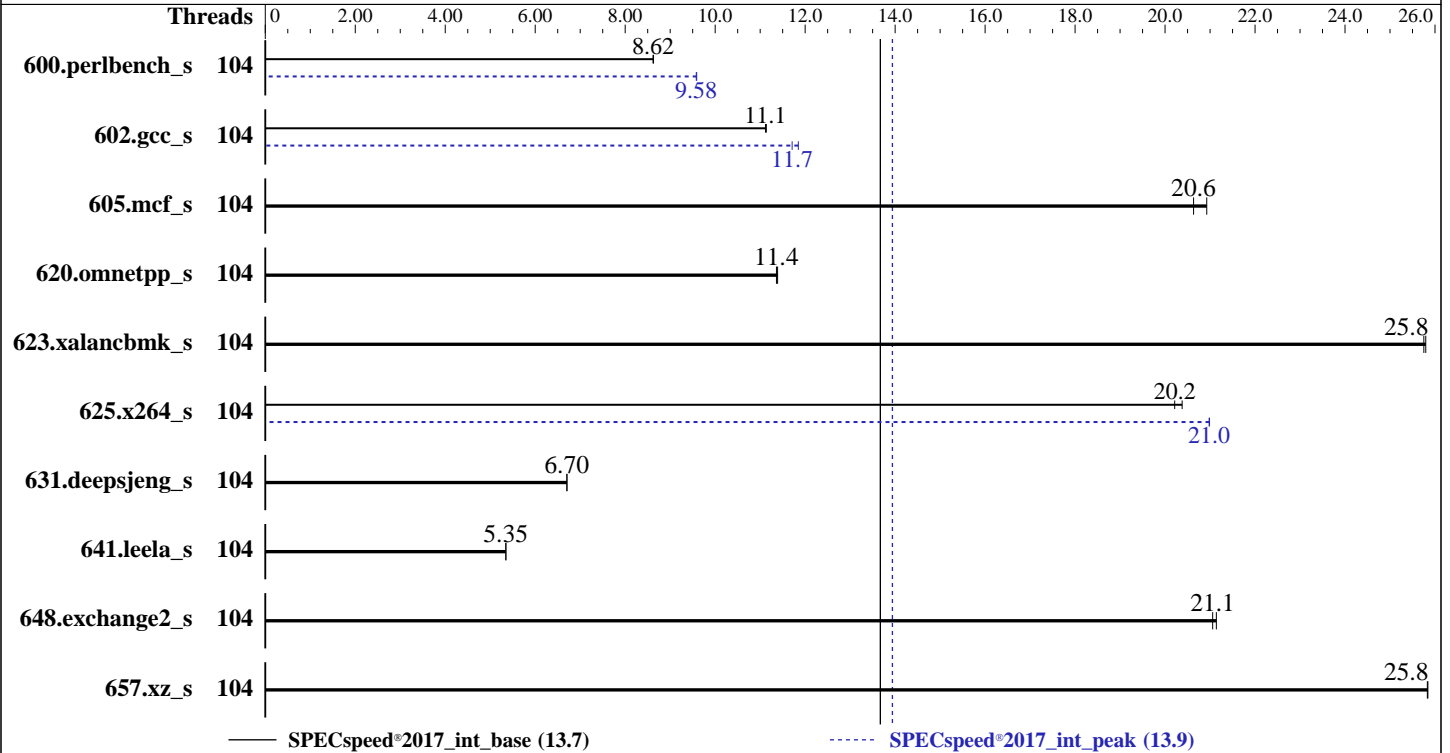 Threads 0 2.00 4.00 6.00 8.00 10.0 12.0 14.0 16.0 18.0 20.0 22.0 24.0 26.0
600.perlbench_s 104 8.62
9.58
602.gcc_s 104 11.1
11.7
605.mcf_s 104 20.6
620.omnetpp_s 104 11.4
623.xalancbmk_s 104 25.8
625.x264_s 104 20.2
21.0
631.deepsjeng_s 104 6.70
641.leela_s 104 5.35
648.exchange2_s 104 21.1
657.xz_s 104 25.8
SPECspeed®2017_int_base (13.7) SPECspeed®2017_int_peak (13.9)